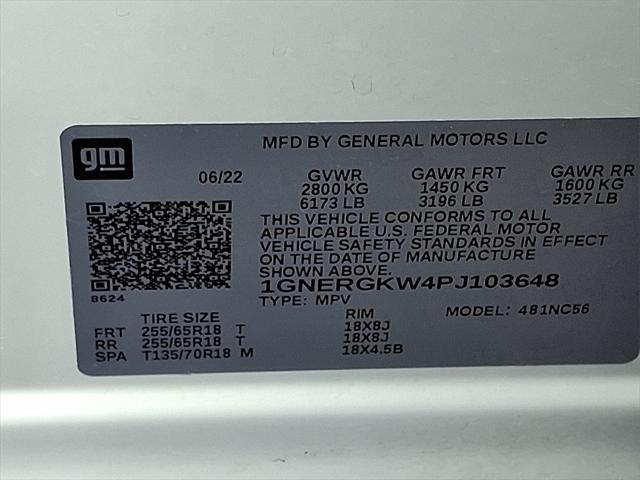 gm
MFD BY GENERAL MOTORS LLC
06/22
GVWR GAWR FRT GAWR RR
2800 KG 1450 KG 1600 KG
6173 LB 3196 LB 3527 LB
THIS VEHICLE CONFORMS TO ALL
APPLICABLE U.S. FEDERAL MOTOR
VEHICLE SAFETY STANDARDS IN EFFECT
ON THE DATE OF MANUFACTURE
SHOWN ABOVE.
1GNERGKW4PJ103648
8624
TYPE: MPV MODEL: 481NC56
TIRE SIZE RIM
FRT 255/65R18 T 18X8J
RR 255/65R18 T 18X8J
SPA T135/70R18 M 18X4.5B